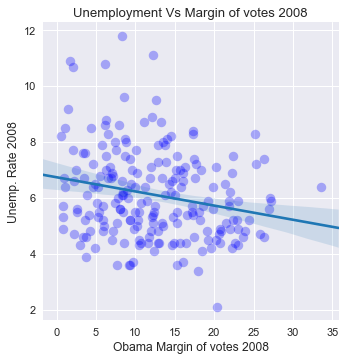 Unemployment Vs Margin of votes 2008
12
10
8
6
4
2
Unemp. Rate 2008
0 5 10 15 20 25 30 35
Obama Margin of votes 2008